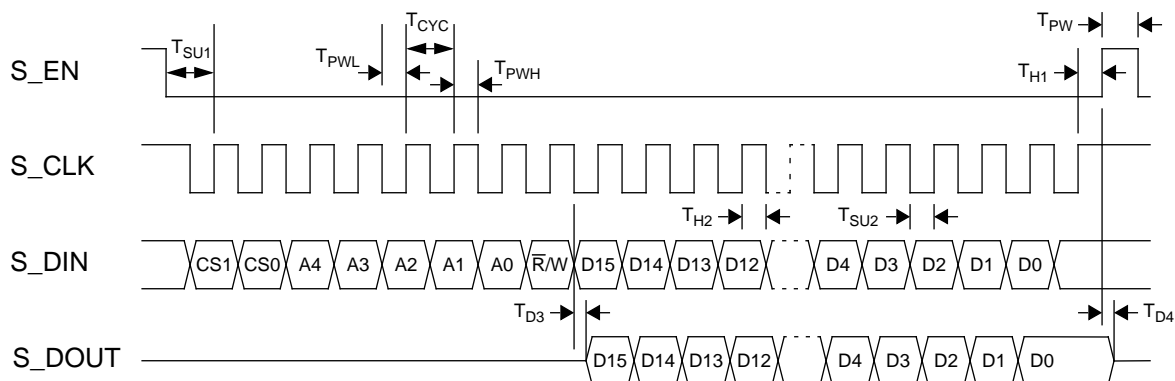 T_CYC T_PW
T_SU1 T_PWL T_PWH T_H1
S_EN
S_CLK
T_H2 T_SU2
S_DIN CS1 CS0 A4 A3 A2 A1 A0 R̅/W D15 D14 D13 D12 D4 D3 D2 D1 D0
T_D3 T_D4
S_DOUT D15 D14 D13 D12 D4 D3 D2 D1 D0